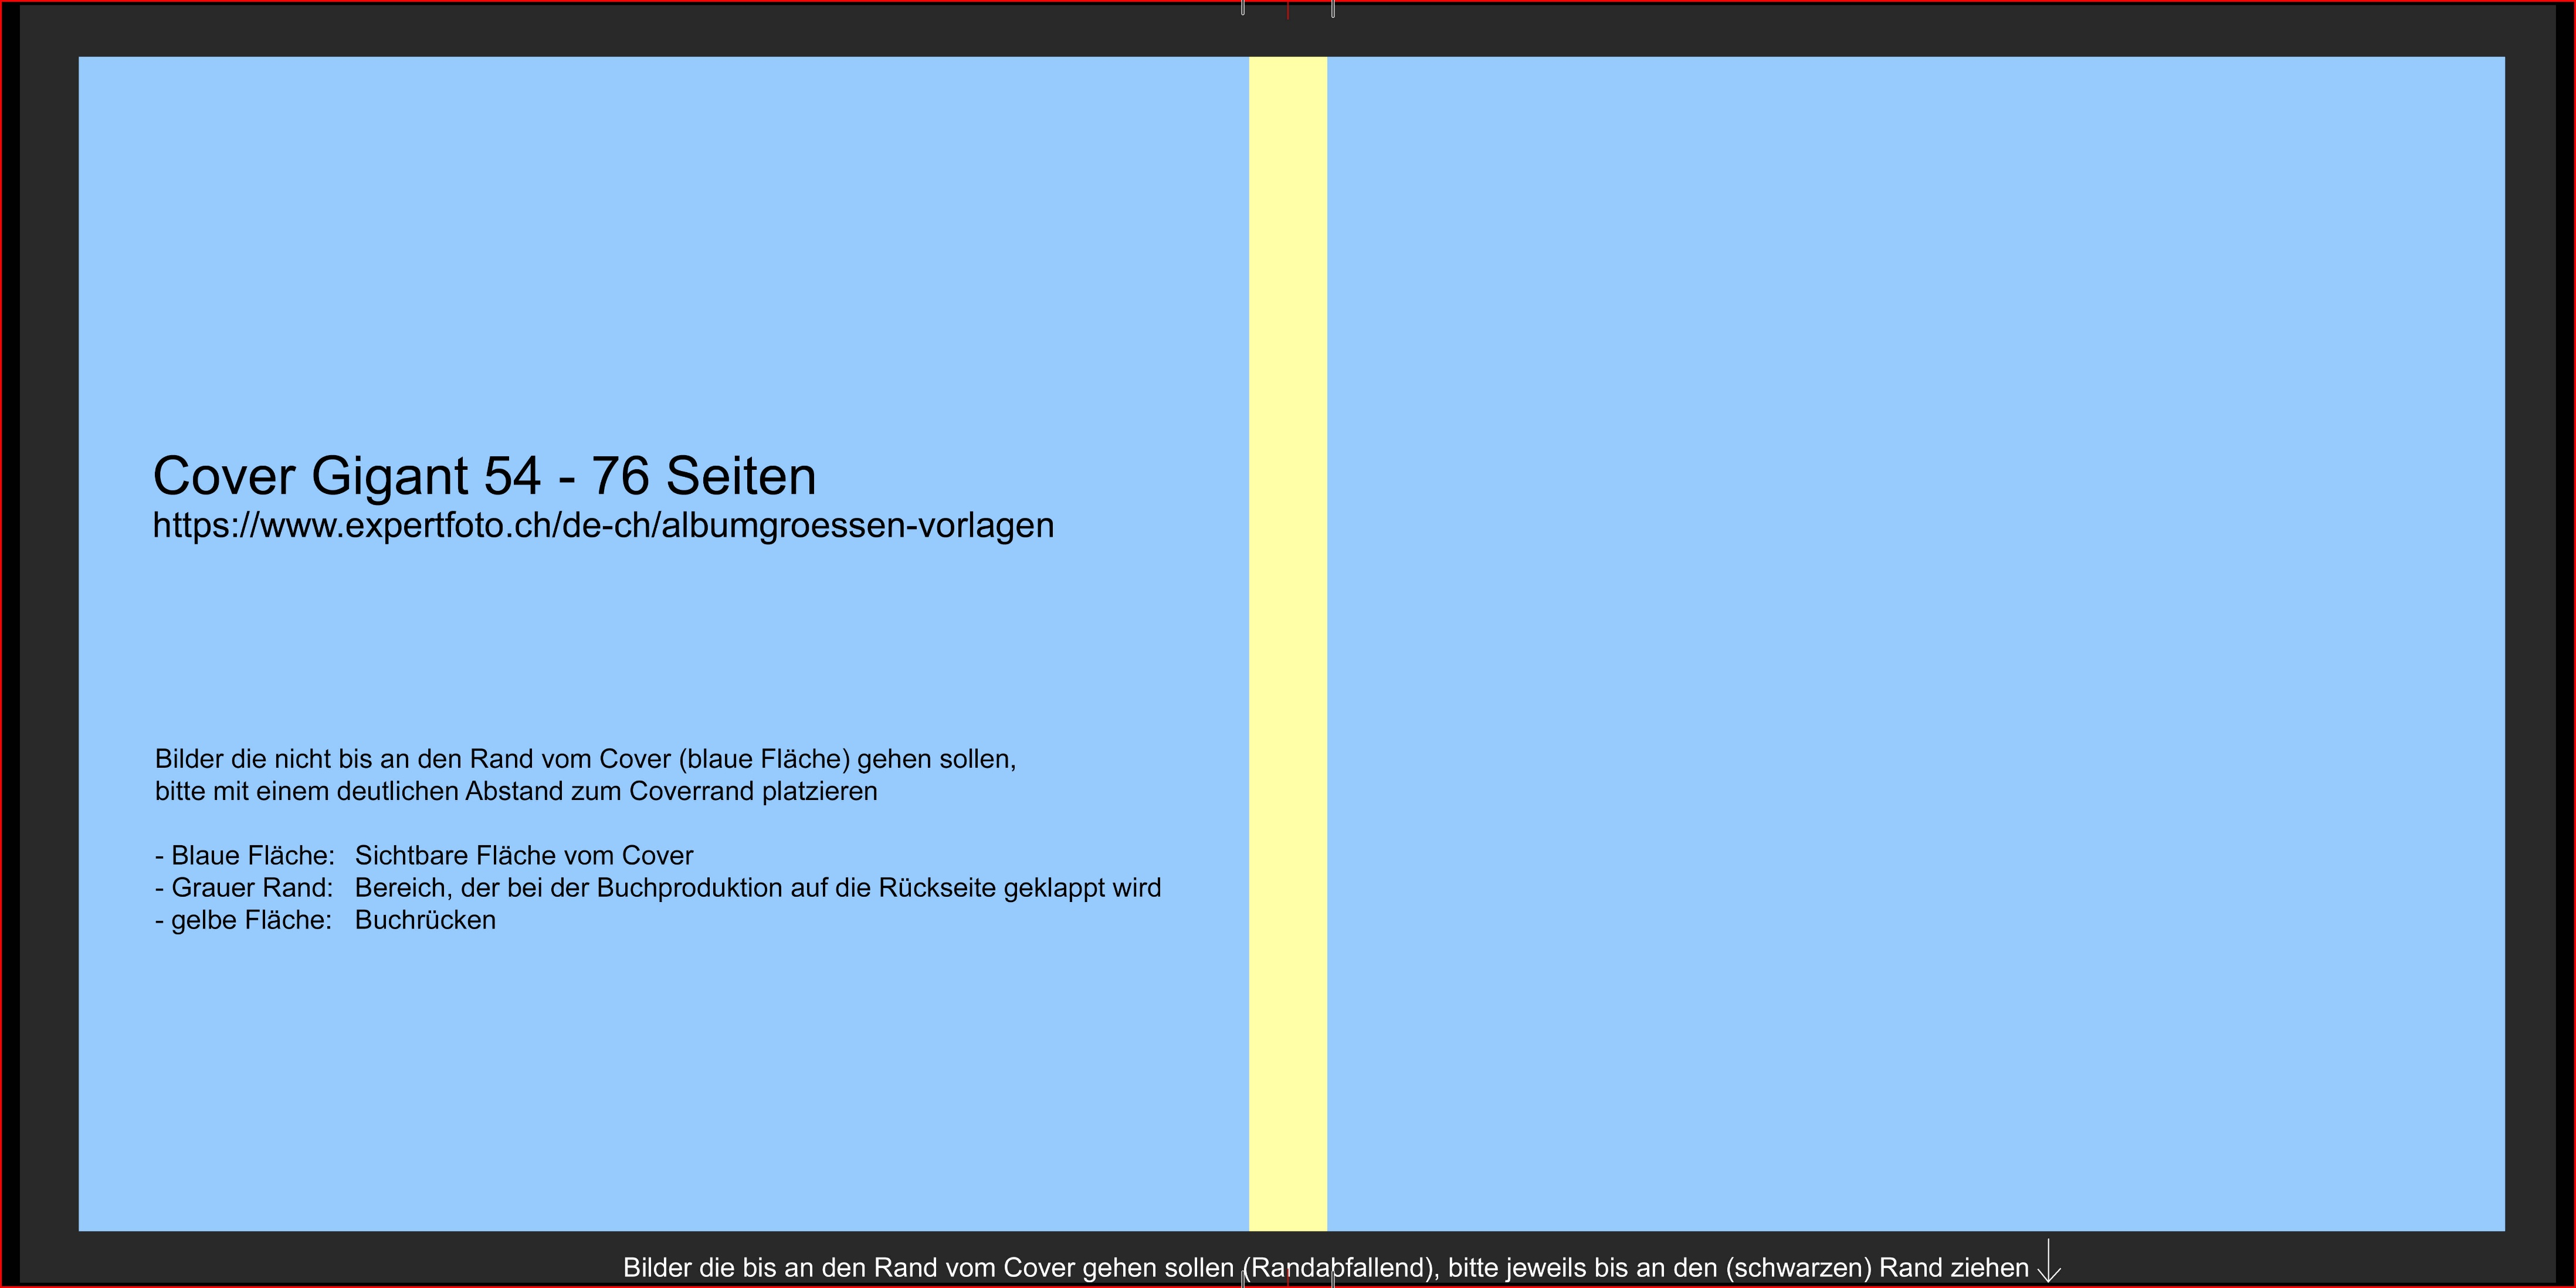 Cover Gigant 54 - 76 Seiten
https://www.expertfoto.ch/de-ch/albumgroessen-vorlagen
Bilder die nicht bis an den Rand vom Cover (blaue Fläche) gehen sollen,
bitte mit einem deutlichen Abstand zum Coverrand platzieren
- Blaue Fläche: Sichtbare Fläche vom Cover
- Grauer Rand: Bereich, der bei der Buchproduktion auf die Rückseite geklappt wird
- gelbe Fläche: Buchrücken
Bilder die bis an den Rand vom Cover gehen sollen (Randabfallend), bitte jeweils bis an den (schwarzen) Rand ziehen